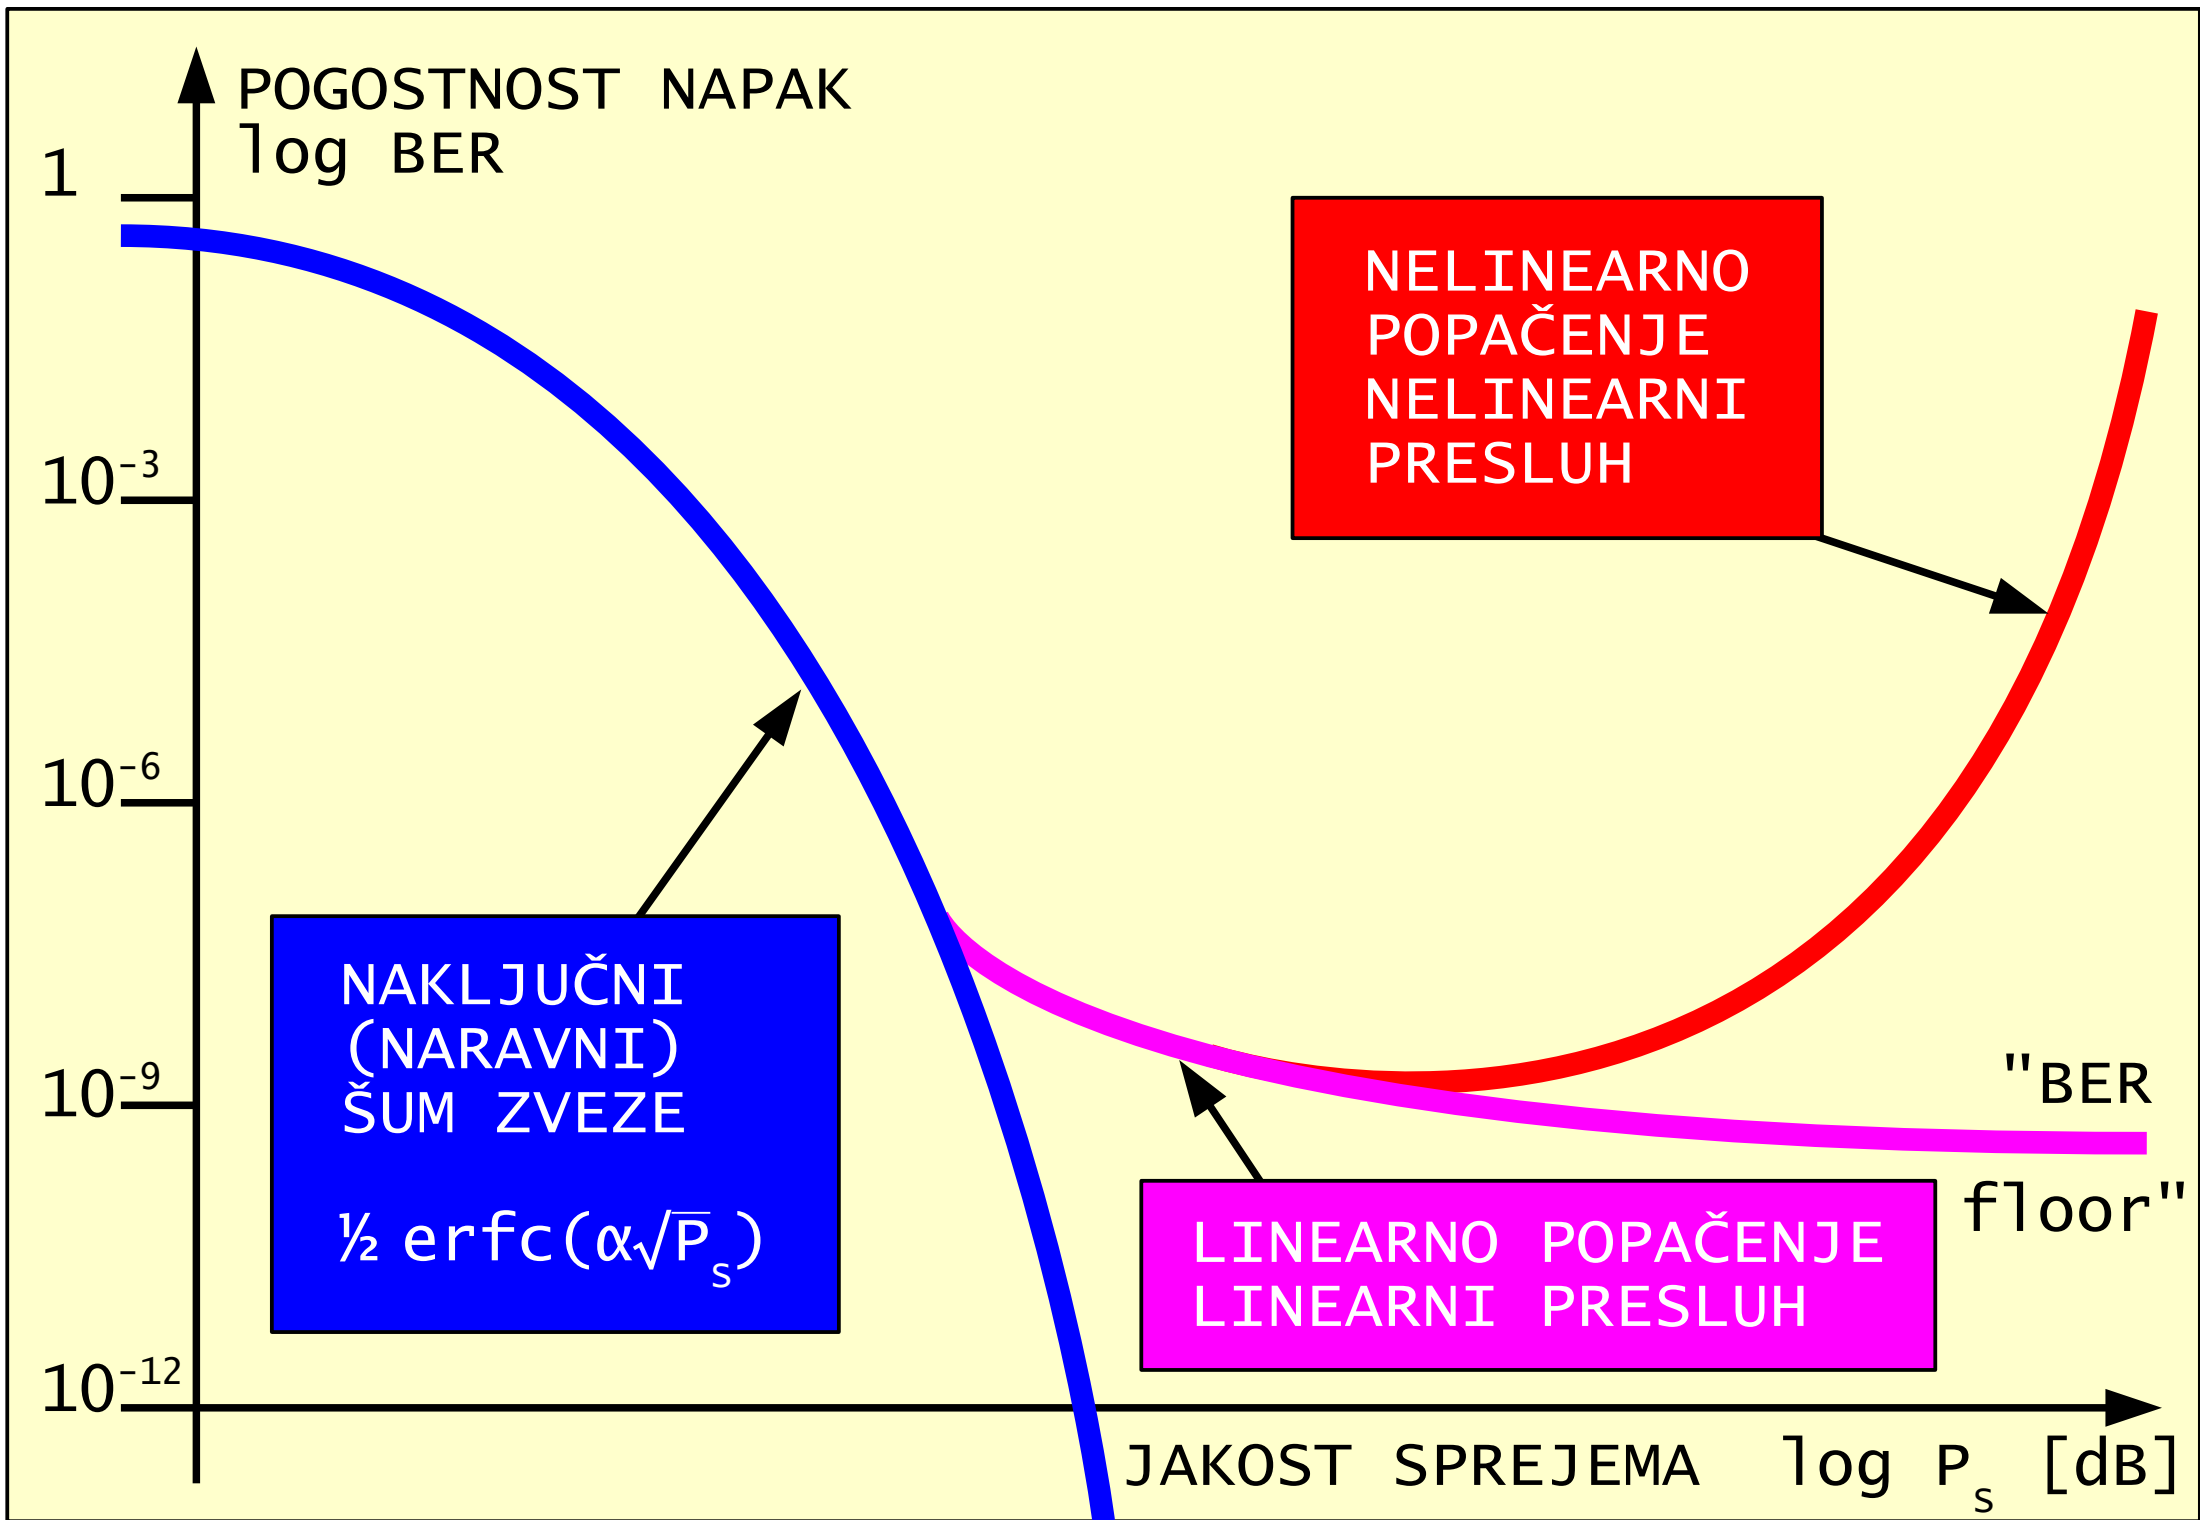 POGOSTNOST NAPAK
log BER
1
10⁻³
10⁻⁶
10⁻⁹
10⁻¹²
NELINEARNO
POPAČENJE
NELINEARNI
PRESLUH
NAKLJUČNI
(NARAVNI)
ŠUM ZVEZE
½ erfc(α√Pₛ)
"BER
floor"
LINEARNO POPAČENJE
LINEARNI PRESLUH
JAKOST SPREJEMA log Pₛ [dB]